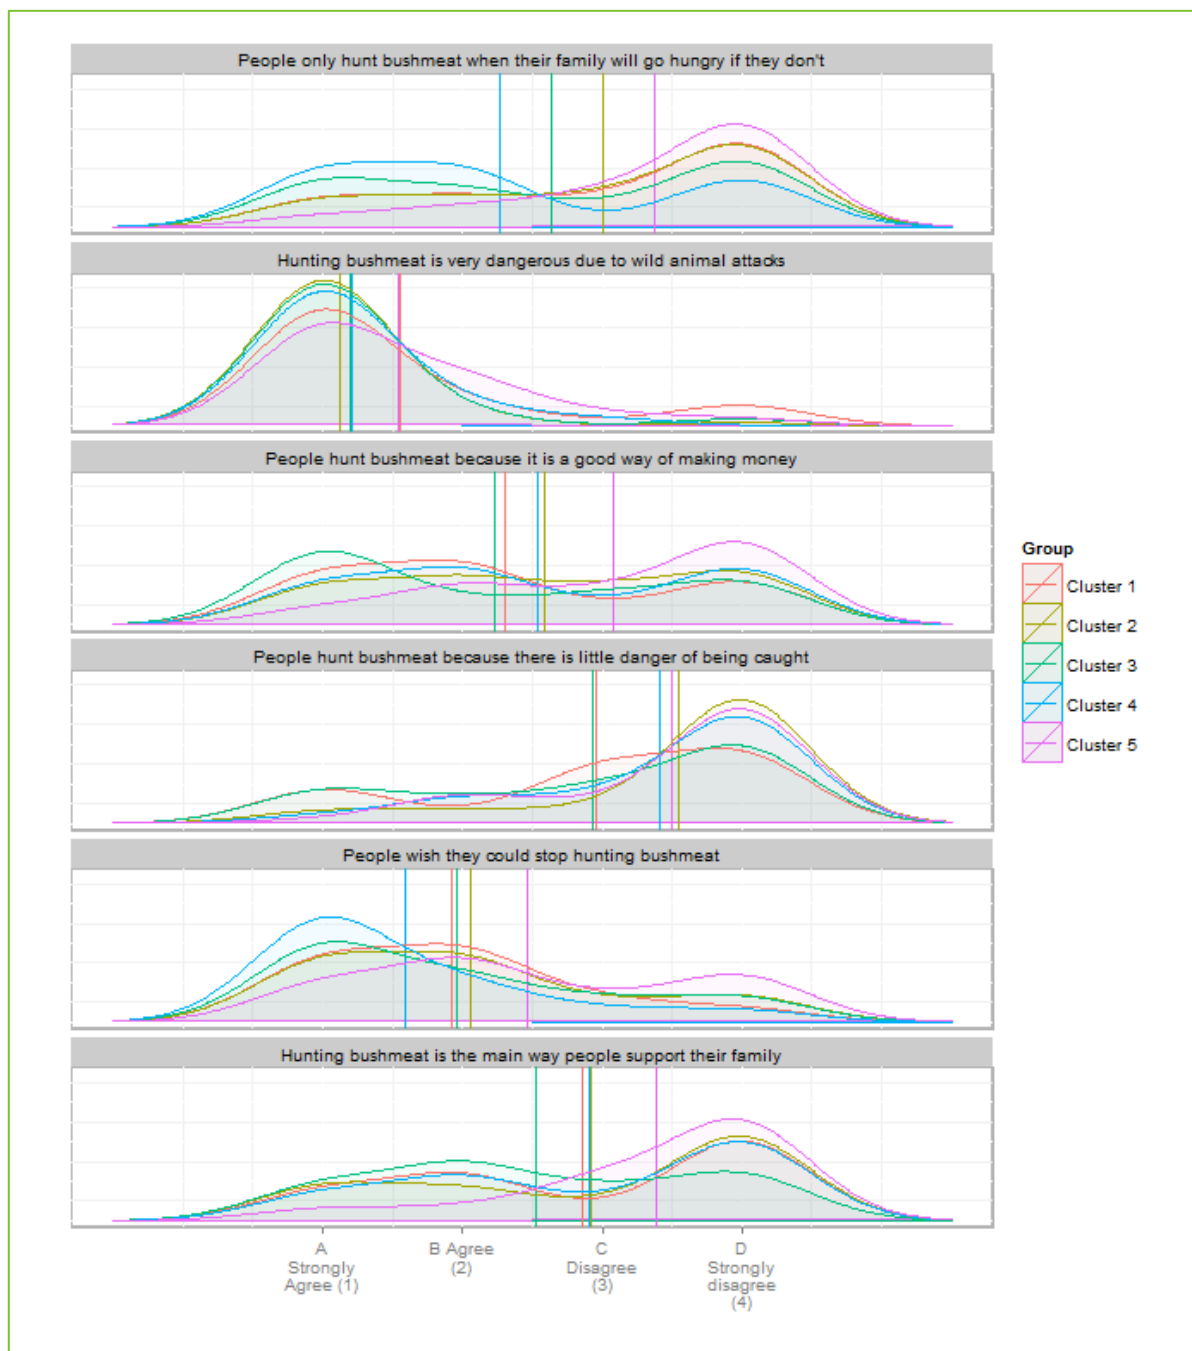 People only hunt bushmeat when their family will go hungry if they don't
Hunting bushmeat is very dangerous due to wild animal attacks
People hunt bushmeat because it is a good way of making money
People hunt bushmeat because there is little danger of being caught
People wish they could stop hunting bushmeat
Hunting bushmeat is the main way people support their family
A
Strongly
Agree (1)
B Agree
(2)
C
Disagree
(3)
D
Strongly
disagree
(4)
Group
Cluster 1
Cluster 2
Cluster 3
Cluster 4
Cluster 5